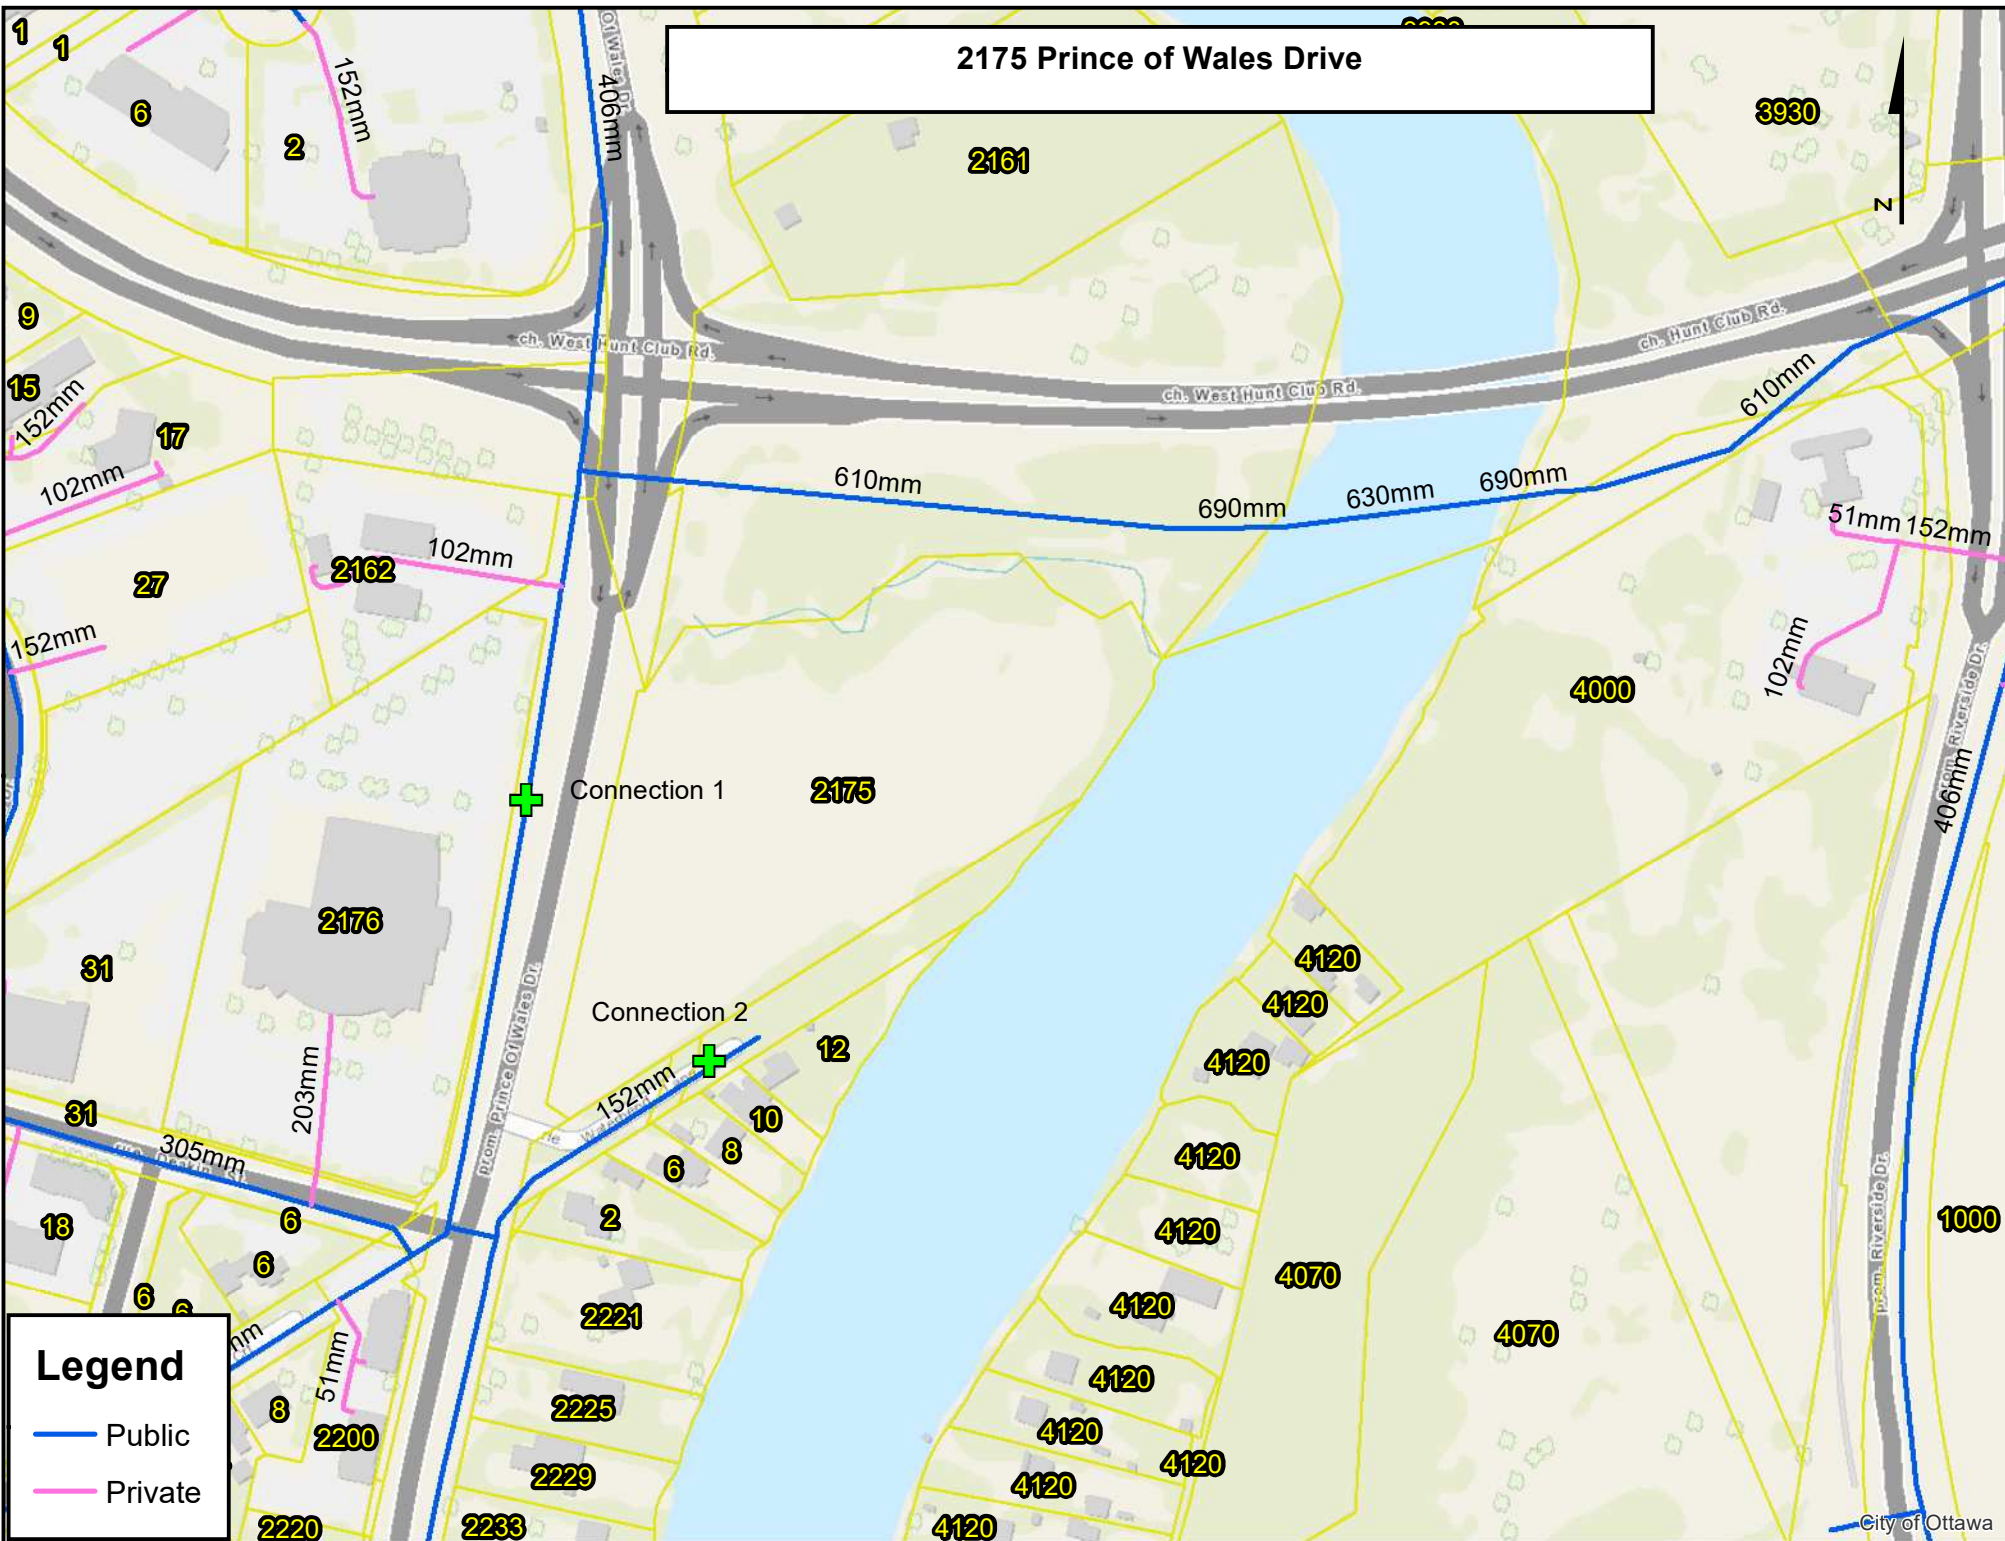 2175 Prince of Wales Drive
1
1
6
2
152mm
406mm
Of Wales Dr.
2161
3930
N
9
15
152mm
17
102mm
ch. West Hunt Club Rd.
ch. West Hunt Club Rd.
ch. Hunt Club Rd.
610mm
610mm
690mm
630mm
690mm
51mm
152mm
102mm
27
2162
102mm
152mm
4000
prom. Riverside Dr.
406mm
Connection 1
2175
2176
31
prom. Prince Of Wales Dr.
Connection 2
152mm
12
10
8
6
2
203mm
31
305mm
18
6
6
6
6
4120
4120
4120
4120
4120
4120
4120
4120
4120
4120
4120
4070
4070
1000
prom. Riverside Dr.
2221
2225
2229
2233
51mm
8
2200
2220
Legend
Public
Private
City of Ottawa